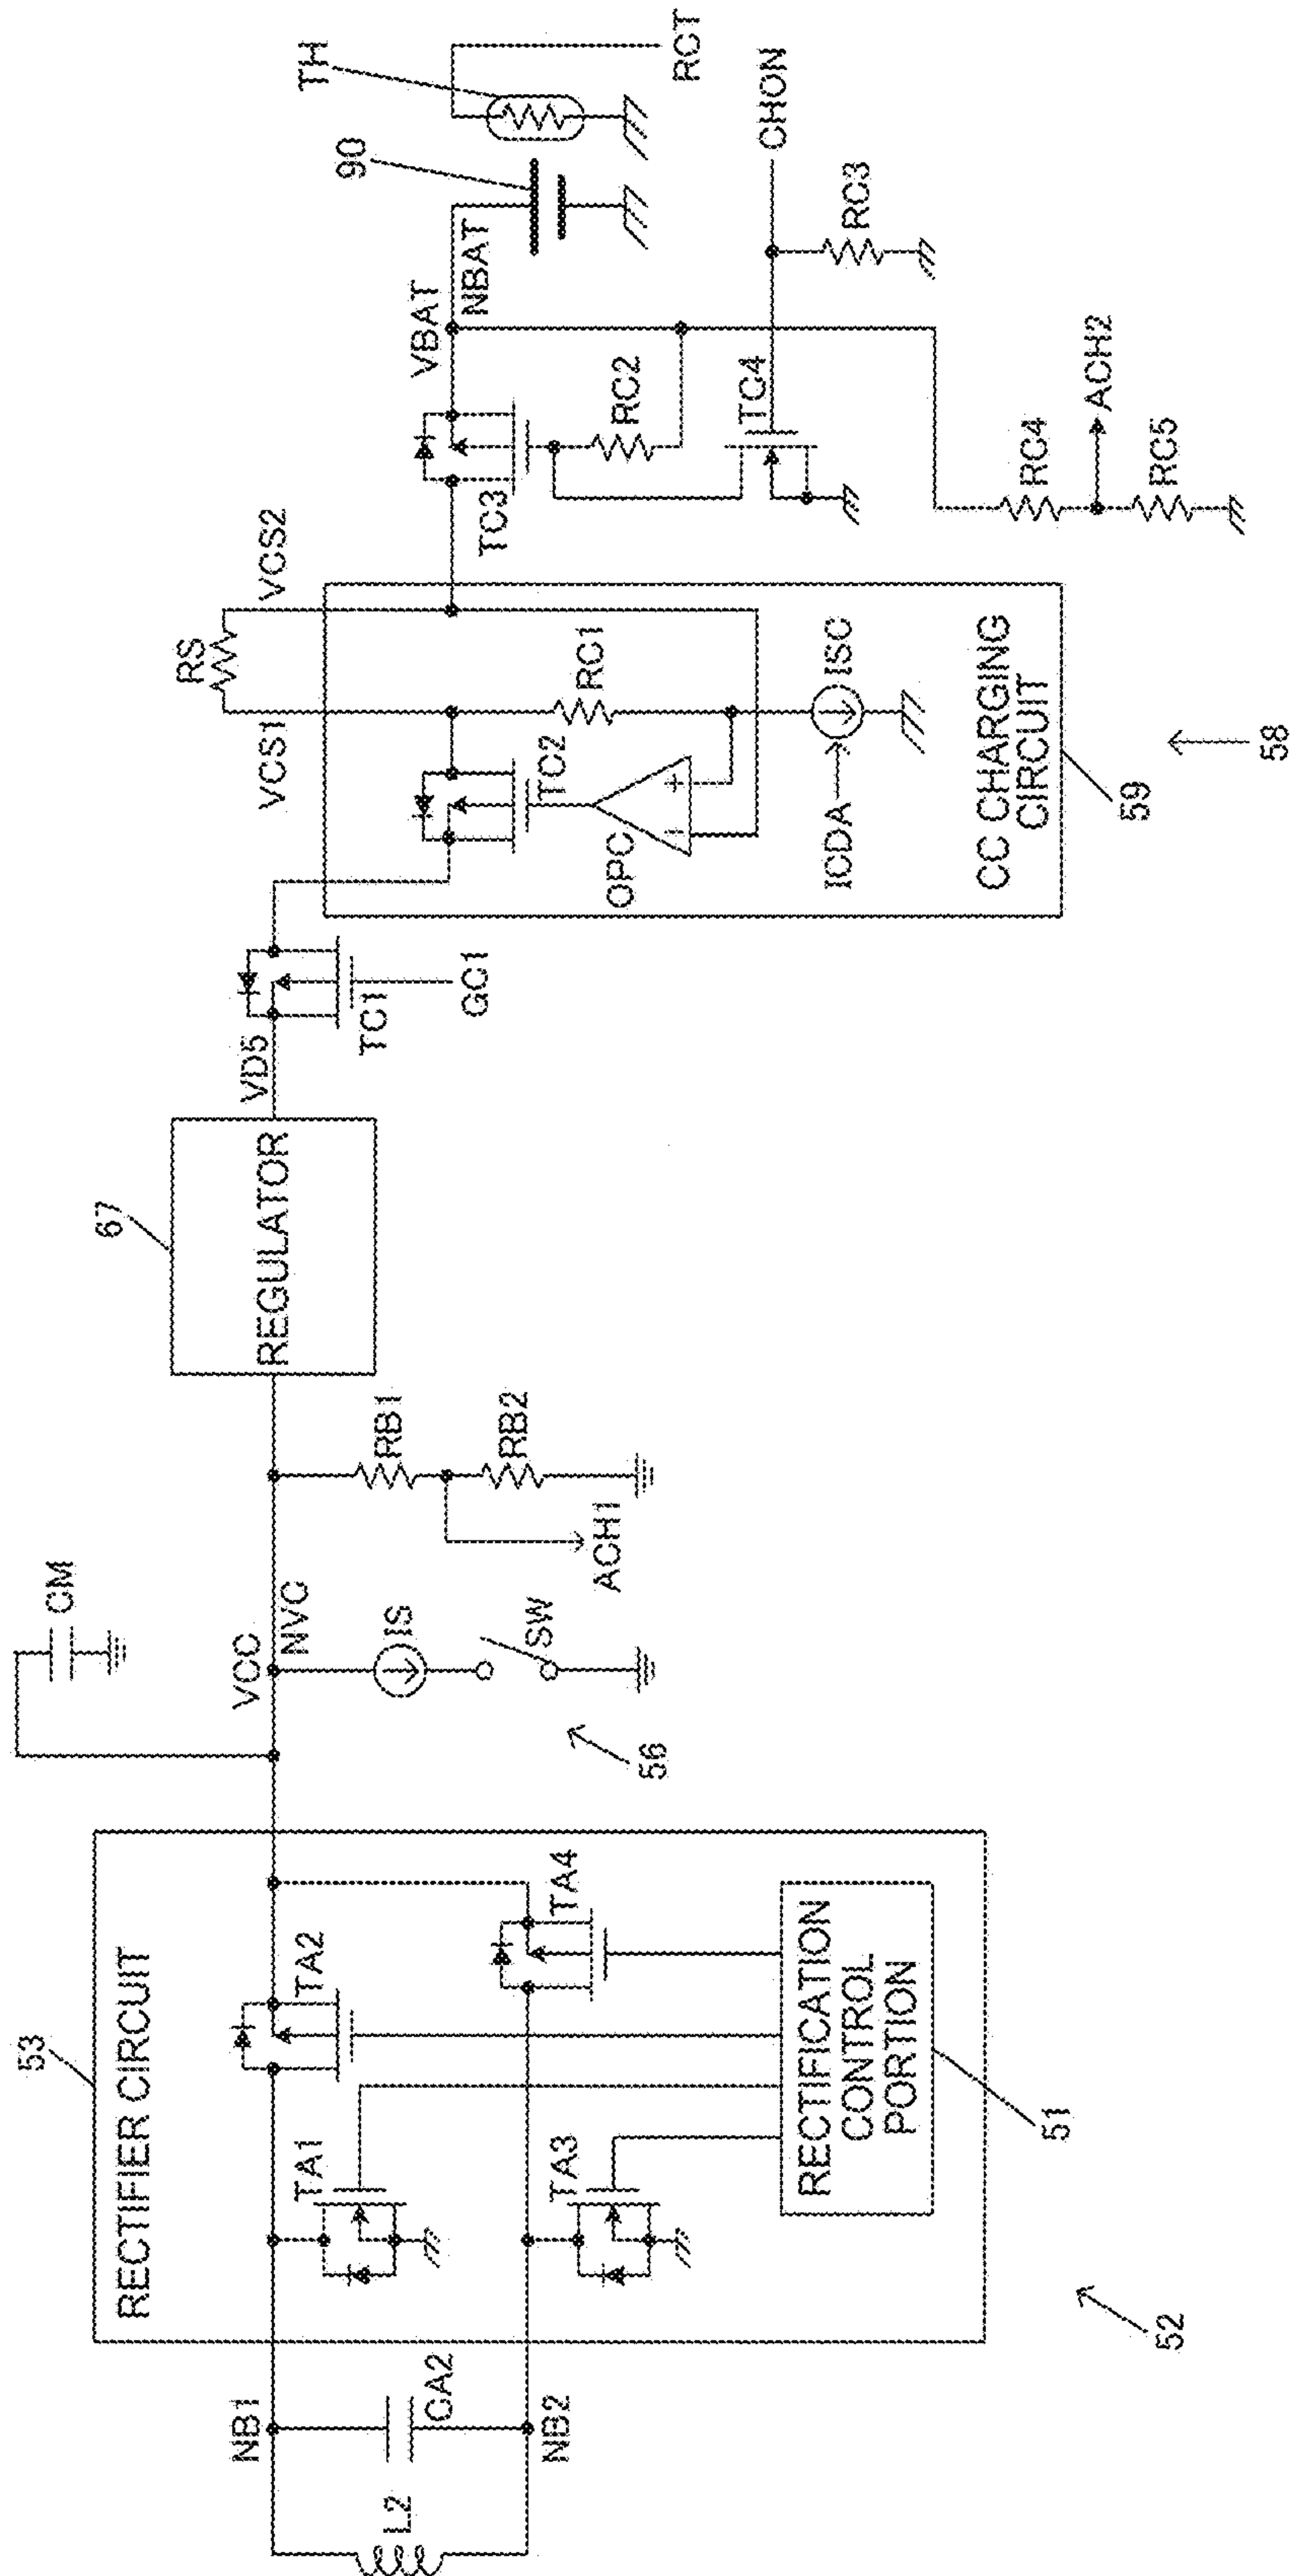 53
RECTIFIER CIRCUIT
NB1
L2
CA2
NB2
TA1
TA2
TA3
TA4
RECTIFICATION
CONTROL
PORTION
51
52
CM
VCC
NVC
IS
SW
56
RB1
RB2
ACH1
67
REGULATOR
VD5
TC1
GC1
RS
VCS1
VCS2
TC2
OPC
RC1
ICDA
ISC
CC CHARGING
CIRCUIT
59
58
TC3
VBAT
NBAT
90
TH
RCT
RC2
TC4
CHON
RC3
RC4
ACH2
RC5